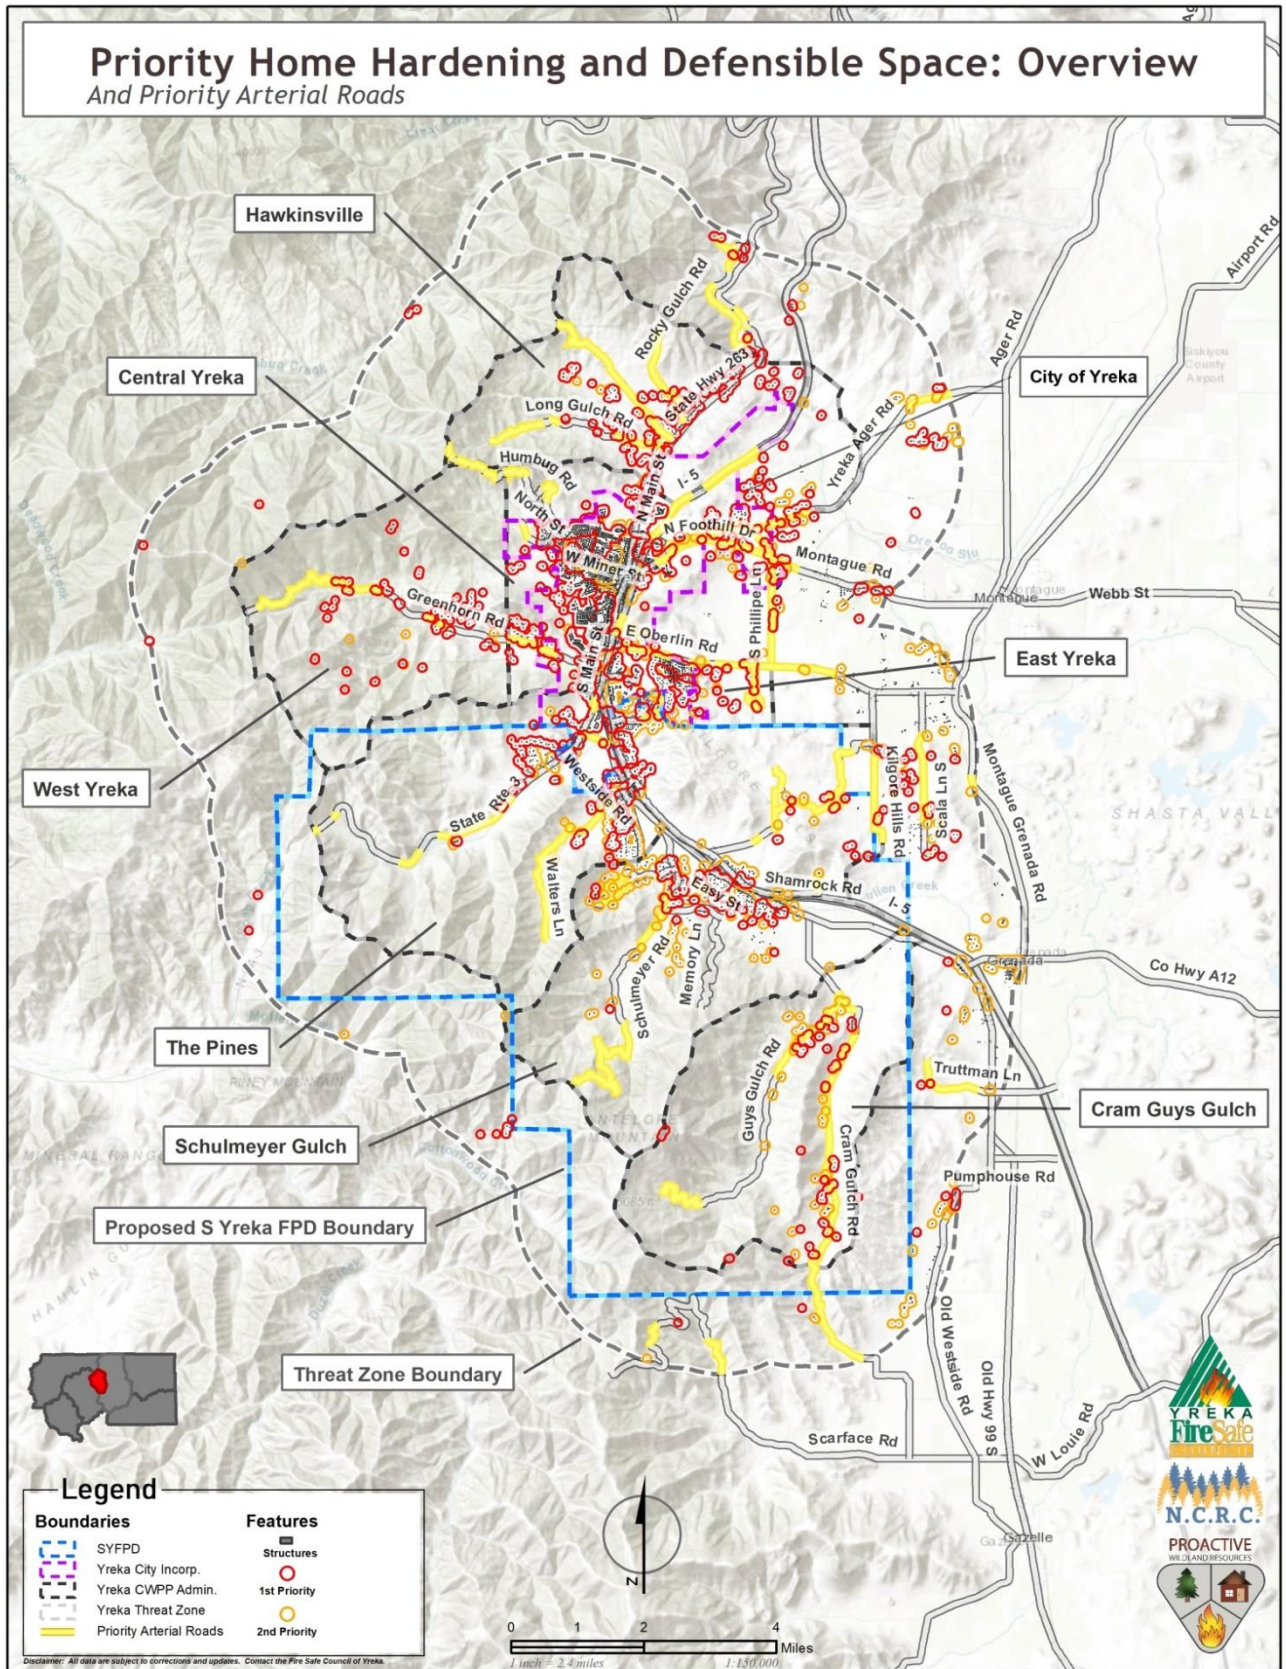 Priority Home Hardening and Defensible Space: Overview
And Priority Arterial Roads
Ager Rd
Airport Rd
Hawkinsville
Rocky Gulch Rd
Siskiyou
County
Airport
Central Yreka
State Hwy 263
City of Yreka
Long Gulch Rd
Yreka Ager Rd
Humbug Rd
N Main St
I-5
North St
N Foothill Dr
W Miner St
Montague Rd
Montague
Webb St
Greenhorn Rd
S Phillipe Ln
E Oberlin Rd
S Main St
East Yreka
West Yreka
Westside Rd
State Rte 3
Kilgore Hills Rd
Scala Ln S
Montague Grenada Rd
SHASTA VALL
Walters Ln
Easy St
Shamrock Rd
I-5
Schulmeyer Rd
Memory Ln
Grenada
Co Hwy A12
The Pines
Guys Gulch Rd
Truttman Ln
Cram Guys Gulch
Schulmeyer Gulch
Cram Gulch Rd
Pumphouse Rd
Proposed S Yreka FPD Boundary
Threat Zone Boundary
Old Westside Rd
Old Hwy 99 S
W Louie Rd
Scarface Rd
Gazelle
YREKA
FireSafe
COUNCIL
N.C.R.C.
PROACTIVE
WILDLAND RESOURCES
Legend
Boundaries
SYFPD
Yreka City Incorp.
Yreka CWPP Admin.
Yreka Threat Zone
Priority Arterial Roads
Features
Structures
1st Priority
2nd Priority
Disclaimer: All data are subject to corrections and updates. Contact the Fire Safe Council of Yreka.
N
0 1 2 4
Miles
1 inch = 2.4 miles 1:150,000